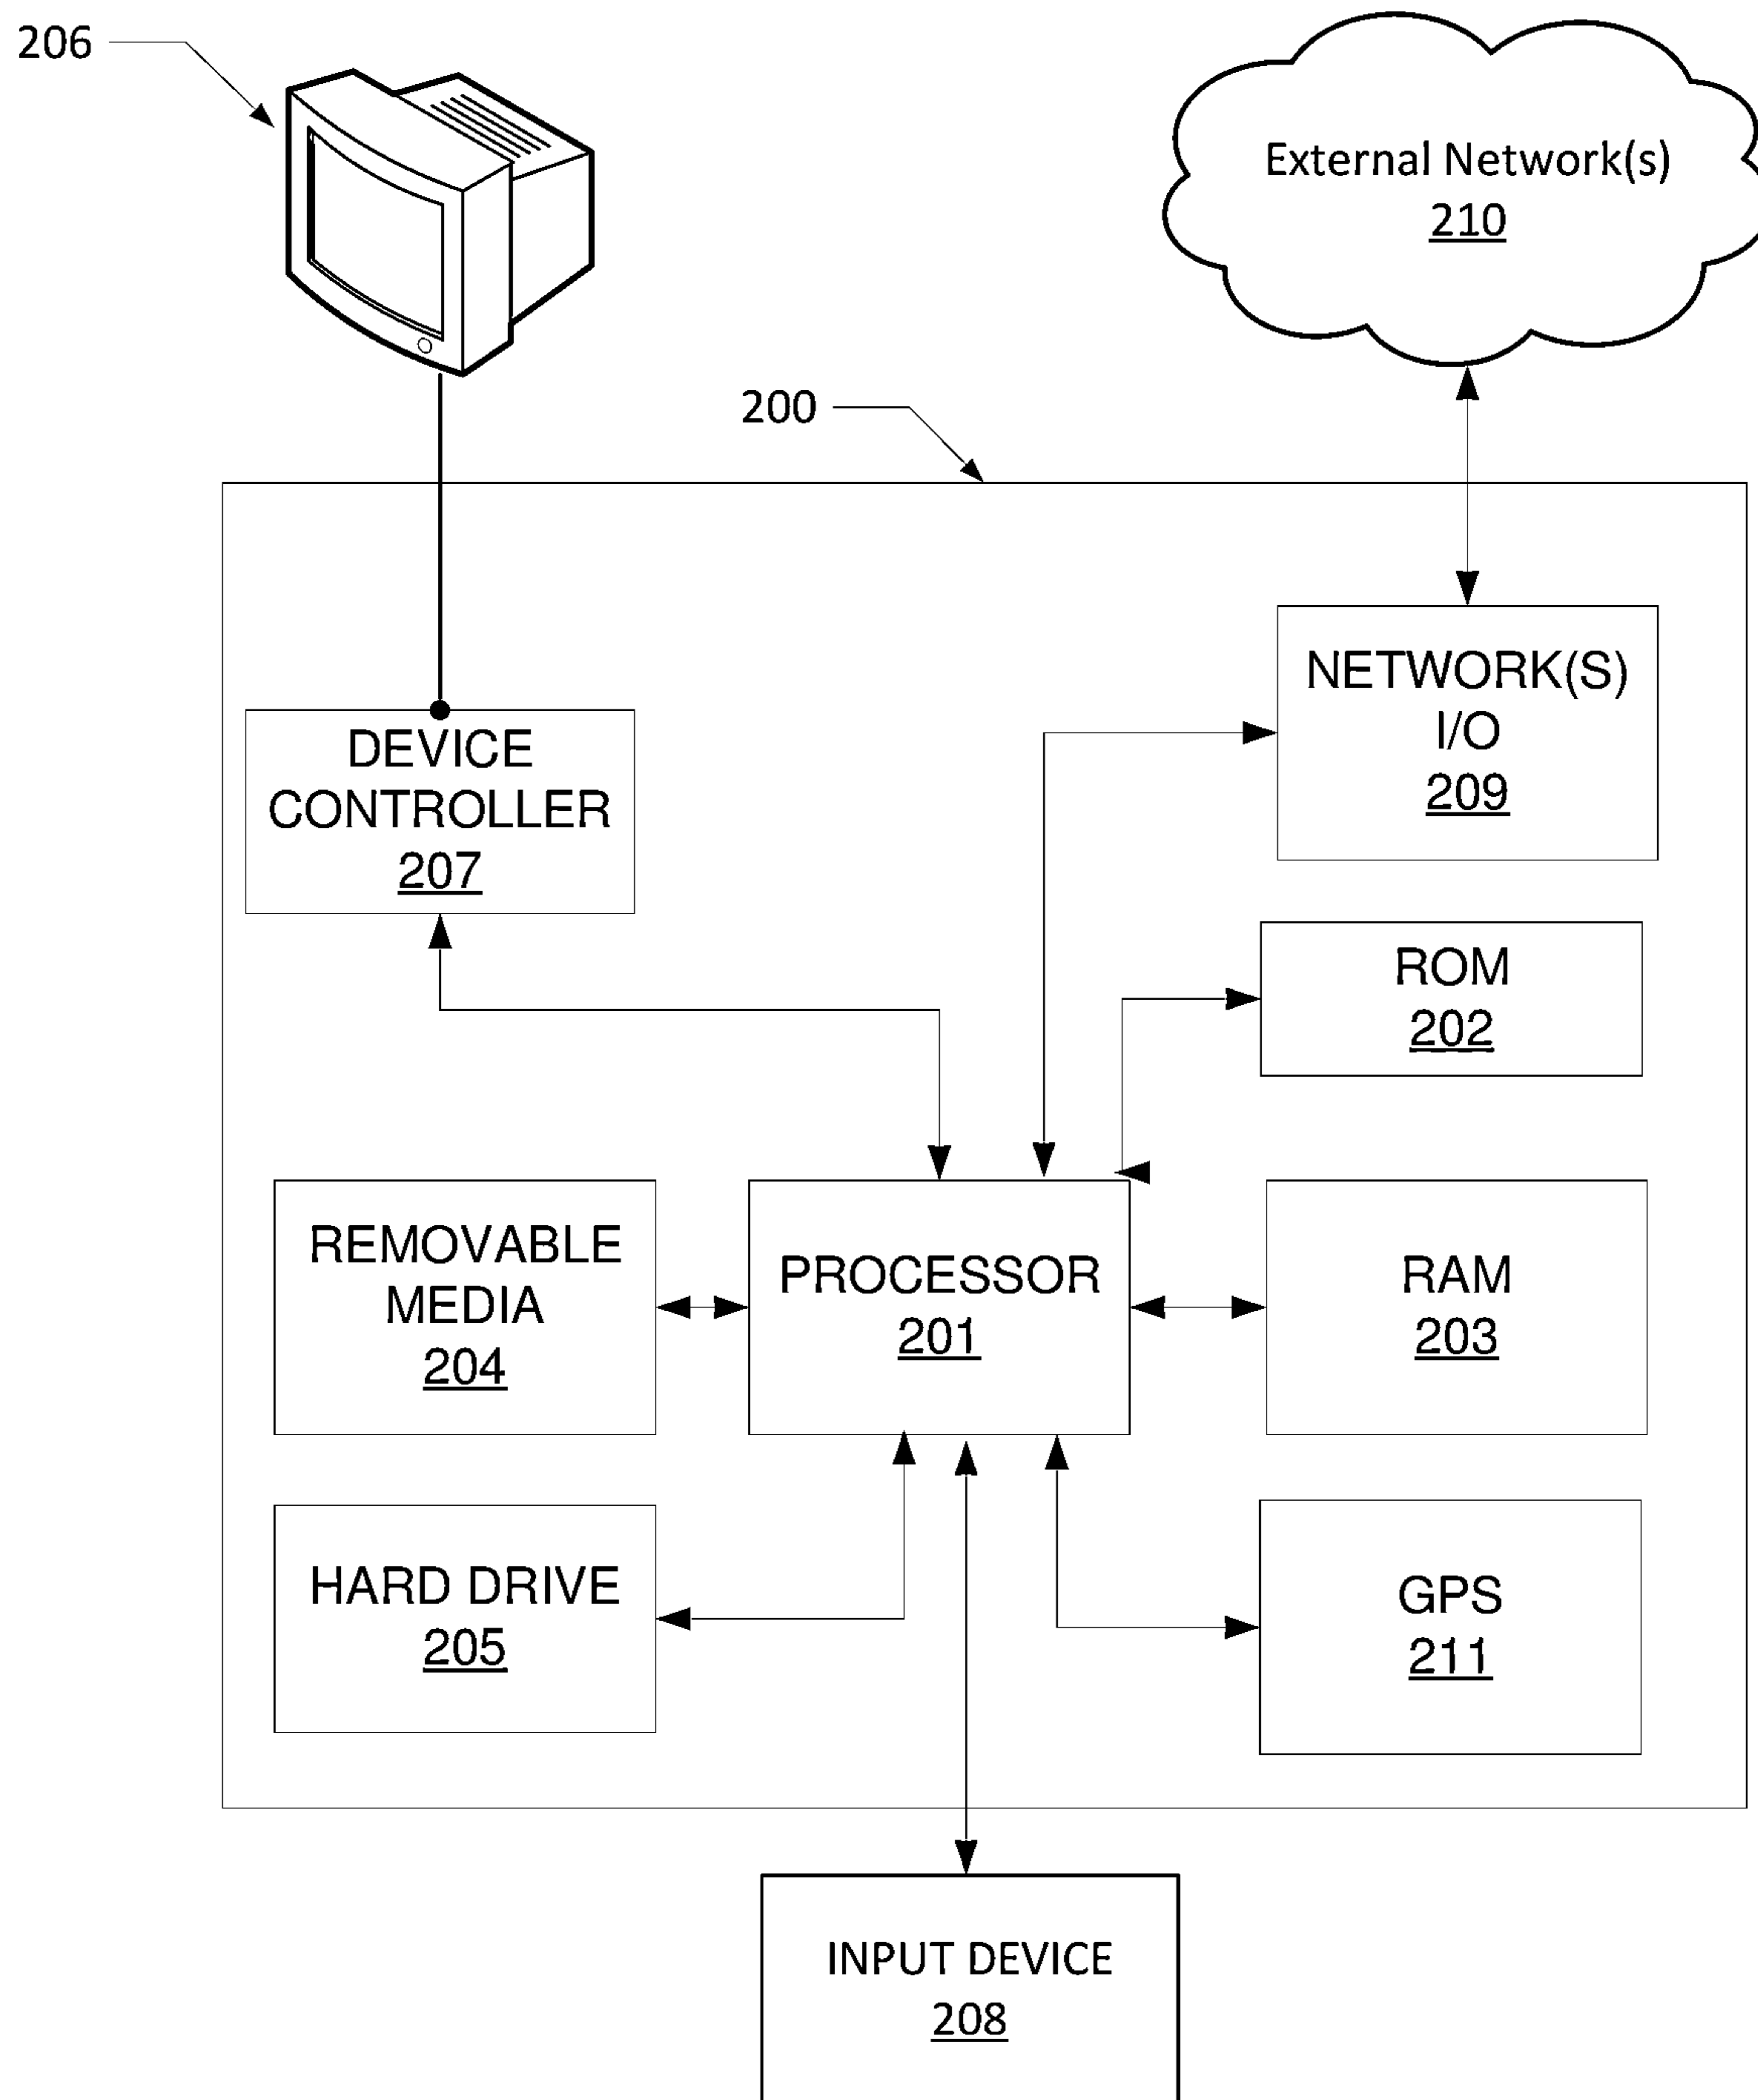 206
External Network(s)
210
200
NETWORK(S)
I/O
209
DEVICE
CONTROLLER
207
ROM
202
REMOVABLE
MEDIA
204
PROCESSOR
201
RAM
203
HARD DRIVE
205
GPS
211
INPUT DEVICE
208